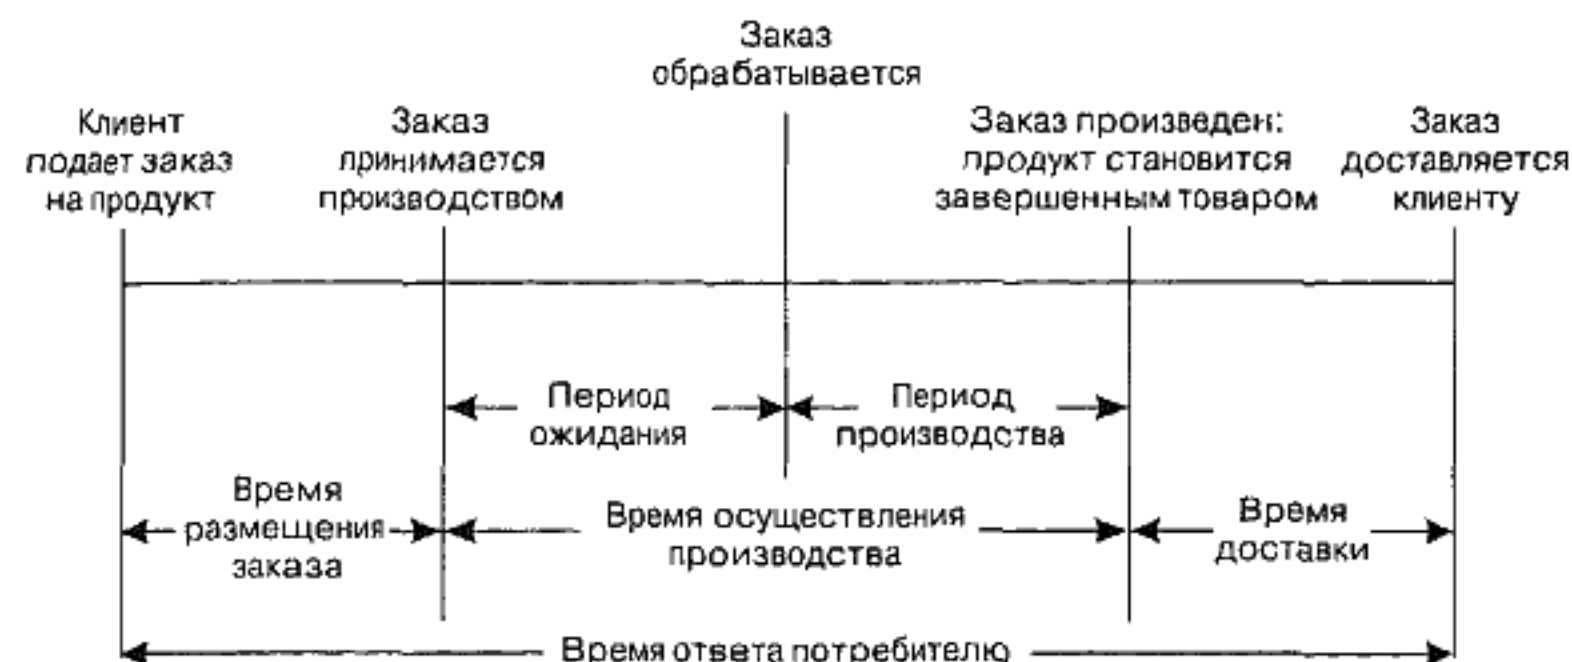 Заказ
обрабатывается
Клиент
подает заказ
на продукт
Заказ
принимается
производством
Заказ произведен:
продукт становится
завершенным товаром
Заказ
доставляется
клиенту
Период
ожидания
Период
производства
Время
размещения
заказа
Время осуществления
производства
Время
доставки
Время ответа потребителю